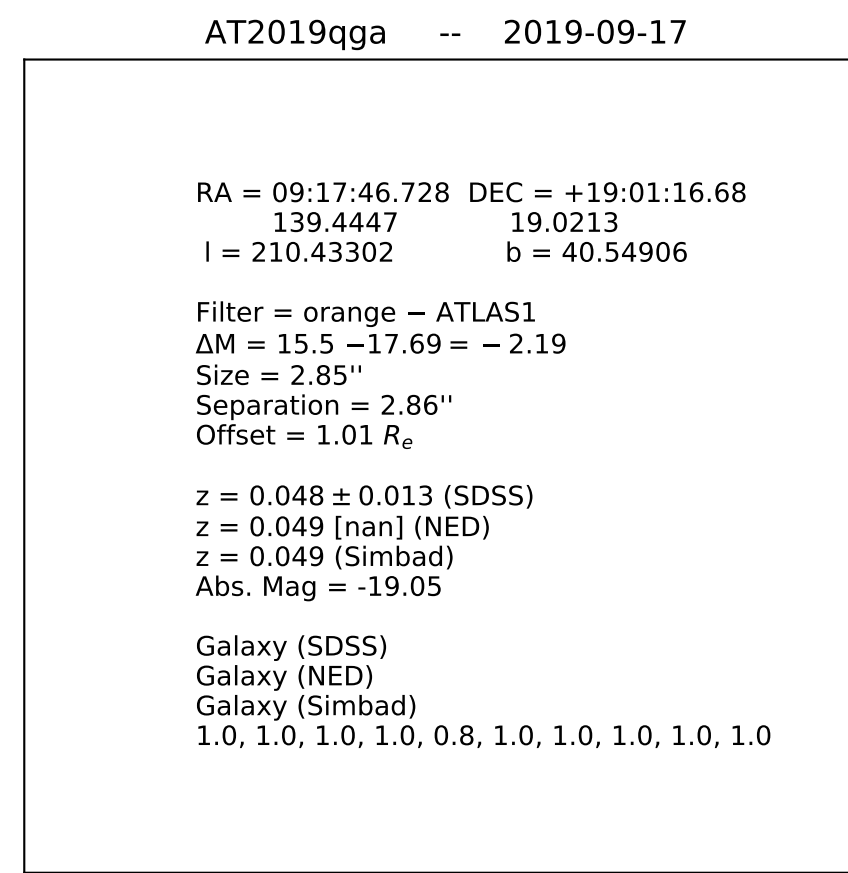 AT2019qga -- 2019-09-17
RA = 09:17:46.728 DEC = +19:01:16.68
139.4447 19.0213
l = 210.43302 b = 40.54906
Filter = orange − ATLAS1
ΔM = 15.5 −17.69 = − 2.19
Size = 2.85''
Separation = 2.86''
Offset = 1.01 Re
z = 0.048 ± 0.013 (SDSS)
z = 0.049 [nan] (NED)
z = 0.049 (Simbad)
Abs. Mag = -19.05
Galaxy (SDSS)
Galaxy (NED)
Galaxy (Simbad)
1.0, 1.0, 1.0, 1.0, 0.8, 1.0, 1.0, 1.0, 1.0, 1.0